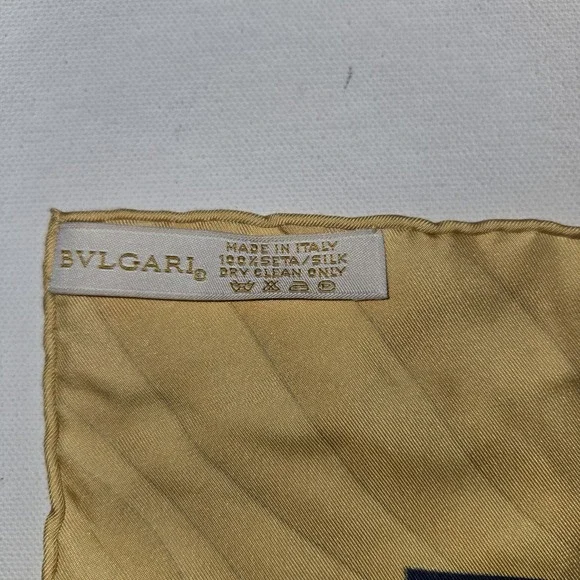 BVLGARI®
MADE IN ITALY
100%SETA/SILK
DRY CLEAN ONLY